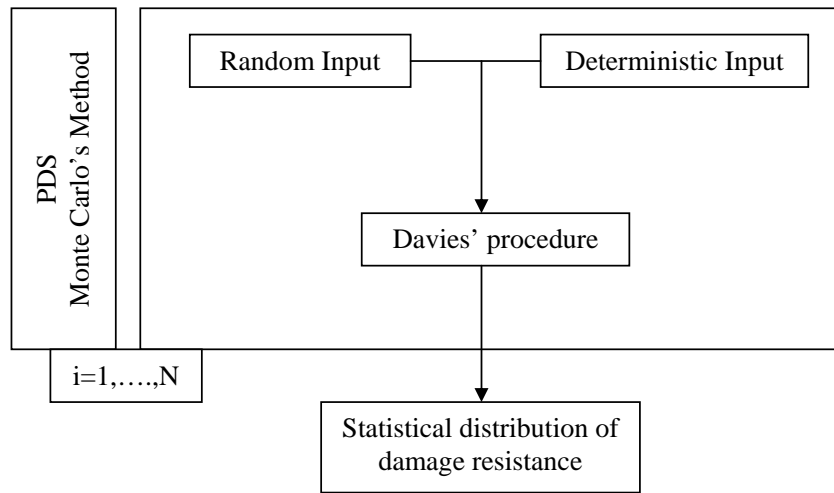 PDS
Monte Carlo’s Method
Random Input
Deterministic Input
Davies’ procedure
i=1,….,N
Statistical distribution of
damage resistance